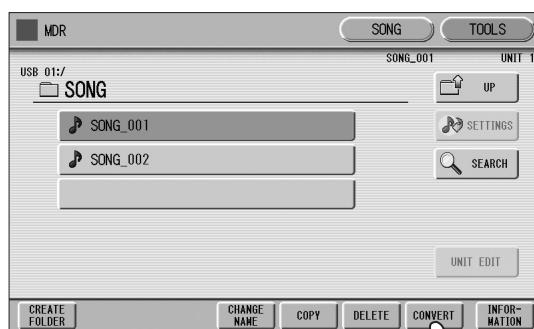 MDR
SONG
TOOLS
SONG_001
UNIT 1
USB 01:/
SONG
UP
SONG_001
SETTINGS
SONG_002
SEARCH
UNIT EDIT
CREATE
FOLDER
CHANGE
NAME
COPY
DELETE
CONVERT
INFOR-
MATION